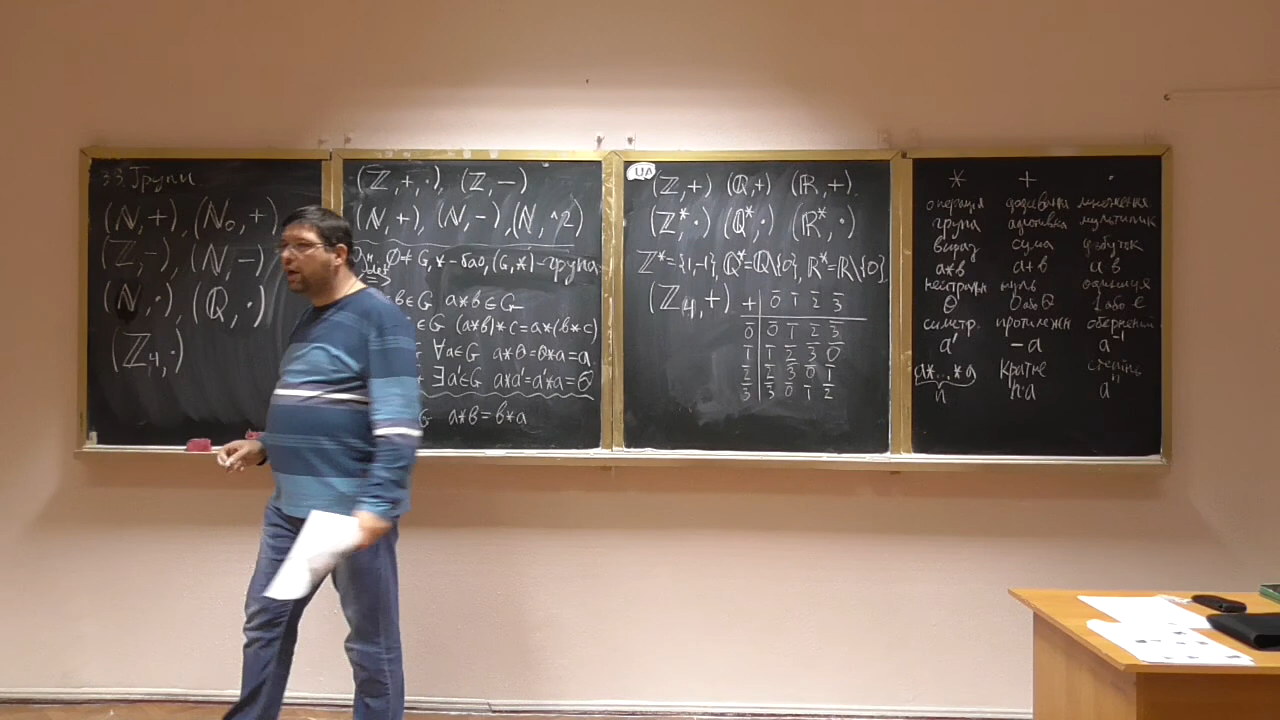 33. Групи
(ℕ, +), (ℕ₀, +)
(ℤ, -), (ℕ, -)
(ℕ, ·), (ℚ, ·)
(ℤ₄, ·)
(ℤ, +, ·), (ℤ, -)
(ℕ, +), (ℕ, -), (ℕ, ^2)
∅ ≠ G, * - бао, (G, *) - група
def
∈ G a*b ∈ G
∈ G (a*b)*c = a*(b*c)
∀a∈G a*θ = θ*a = a.
∃a'∈G a*a' = a'*a = θ
G a*b = b*a
UA
(ℤ, +) (ℚ, +) (ℝ, +).
(ℤ*, ·) (ℚ*, ·) (ℝ*, ·)
ℤ* = {1, -1}, ℚ* = ℚ\{0}, ℝ* = ℝ\{0}.
(ℤ₄, +)
+ 0̅ 1̅ 2̅ 3̅
0̅ 0̅ 1̅ 2̅ 3̅
1̅ 1̅ 2̅ 3̅ 0̅
2̅ 2̅ 3̅ 0̅ 1̅
3̅ 3̅ 0̅ 1̅ 2̅
* + ·
операція додавання множення
група адитивна мультиплік
вираз сума добуток
a*b a+b a b
нейтральн нуль одиниця
θ 0 або θ 1 або e
симетр. протилежн обернений
a' -a a⁻¹
a*...*a кратне степінь
n na aⁿ